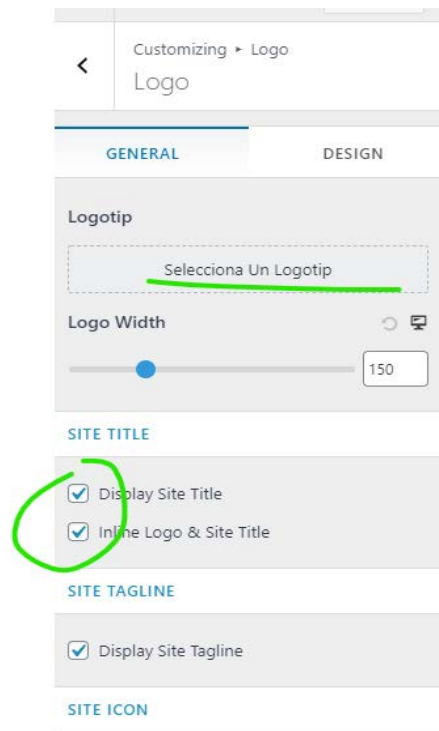 Customizing ▸ Logo
Logo
GENERAL DESIGN
Logotip
Selecciona Un Logotip
Logo Width
150
SITE TITLE
Display Site Title
Inline Logo & Site Title
SITE TAGLINE
Display Site Tagline
SITE ICON